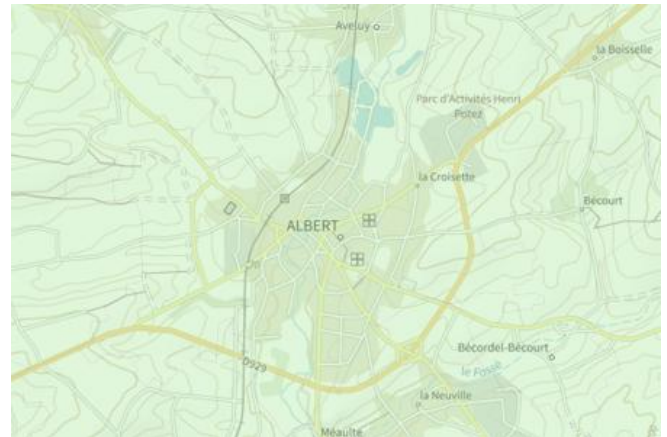 Aveluy
la Boisselle
Parc d'Activités Henri
Potez
la Croisette
Bécourt
ALBERT
Bécordel-Bécourt
le Fossé
D929
la Neuville
Méaulte